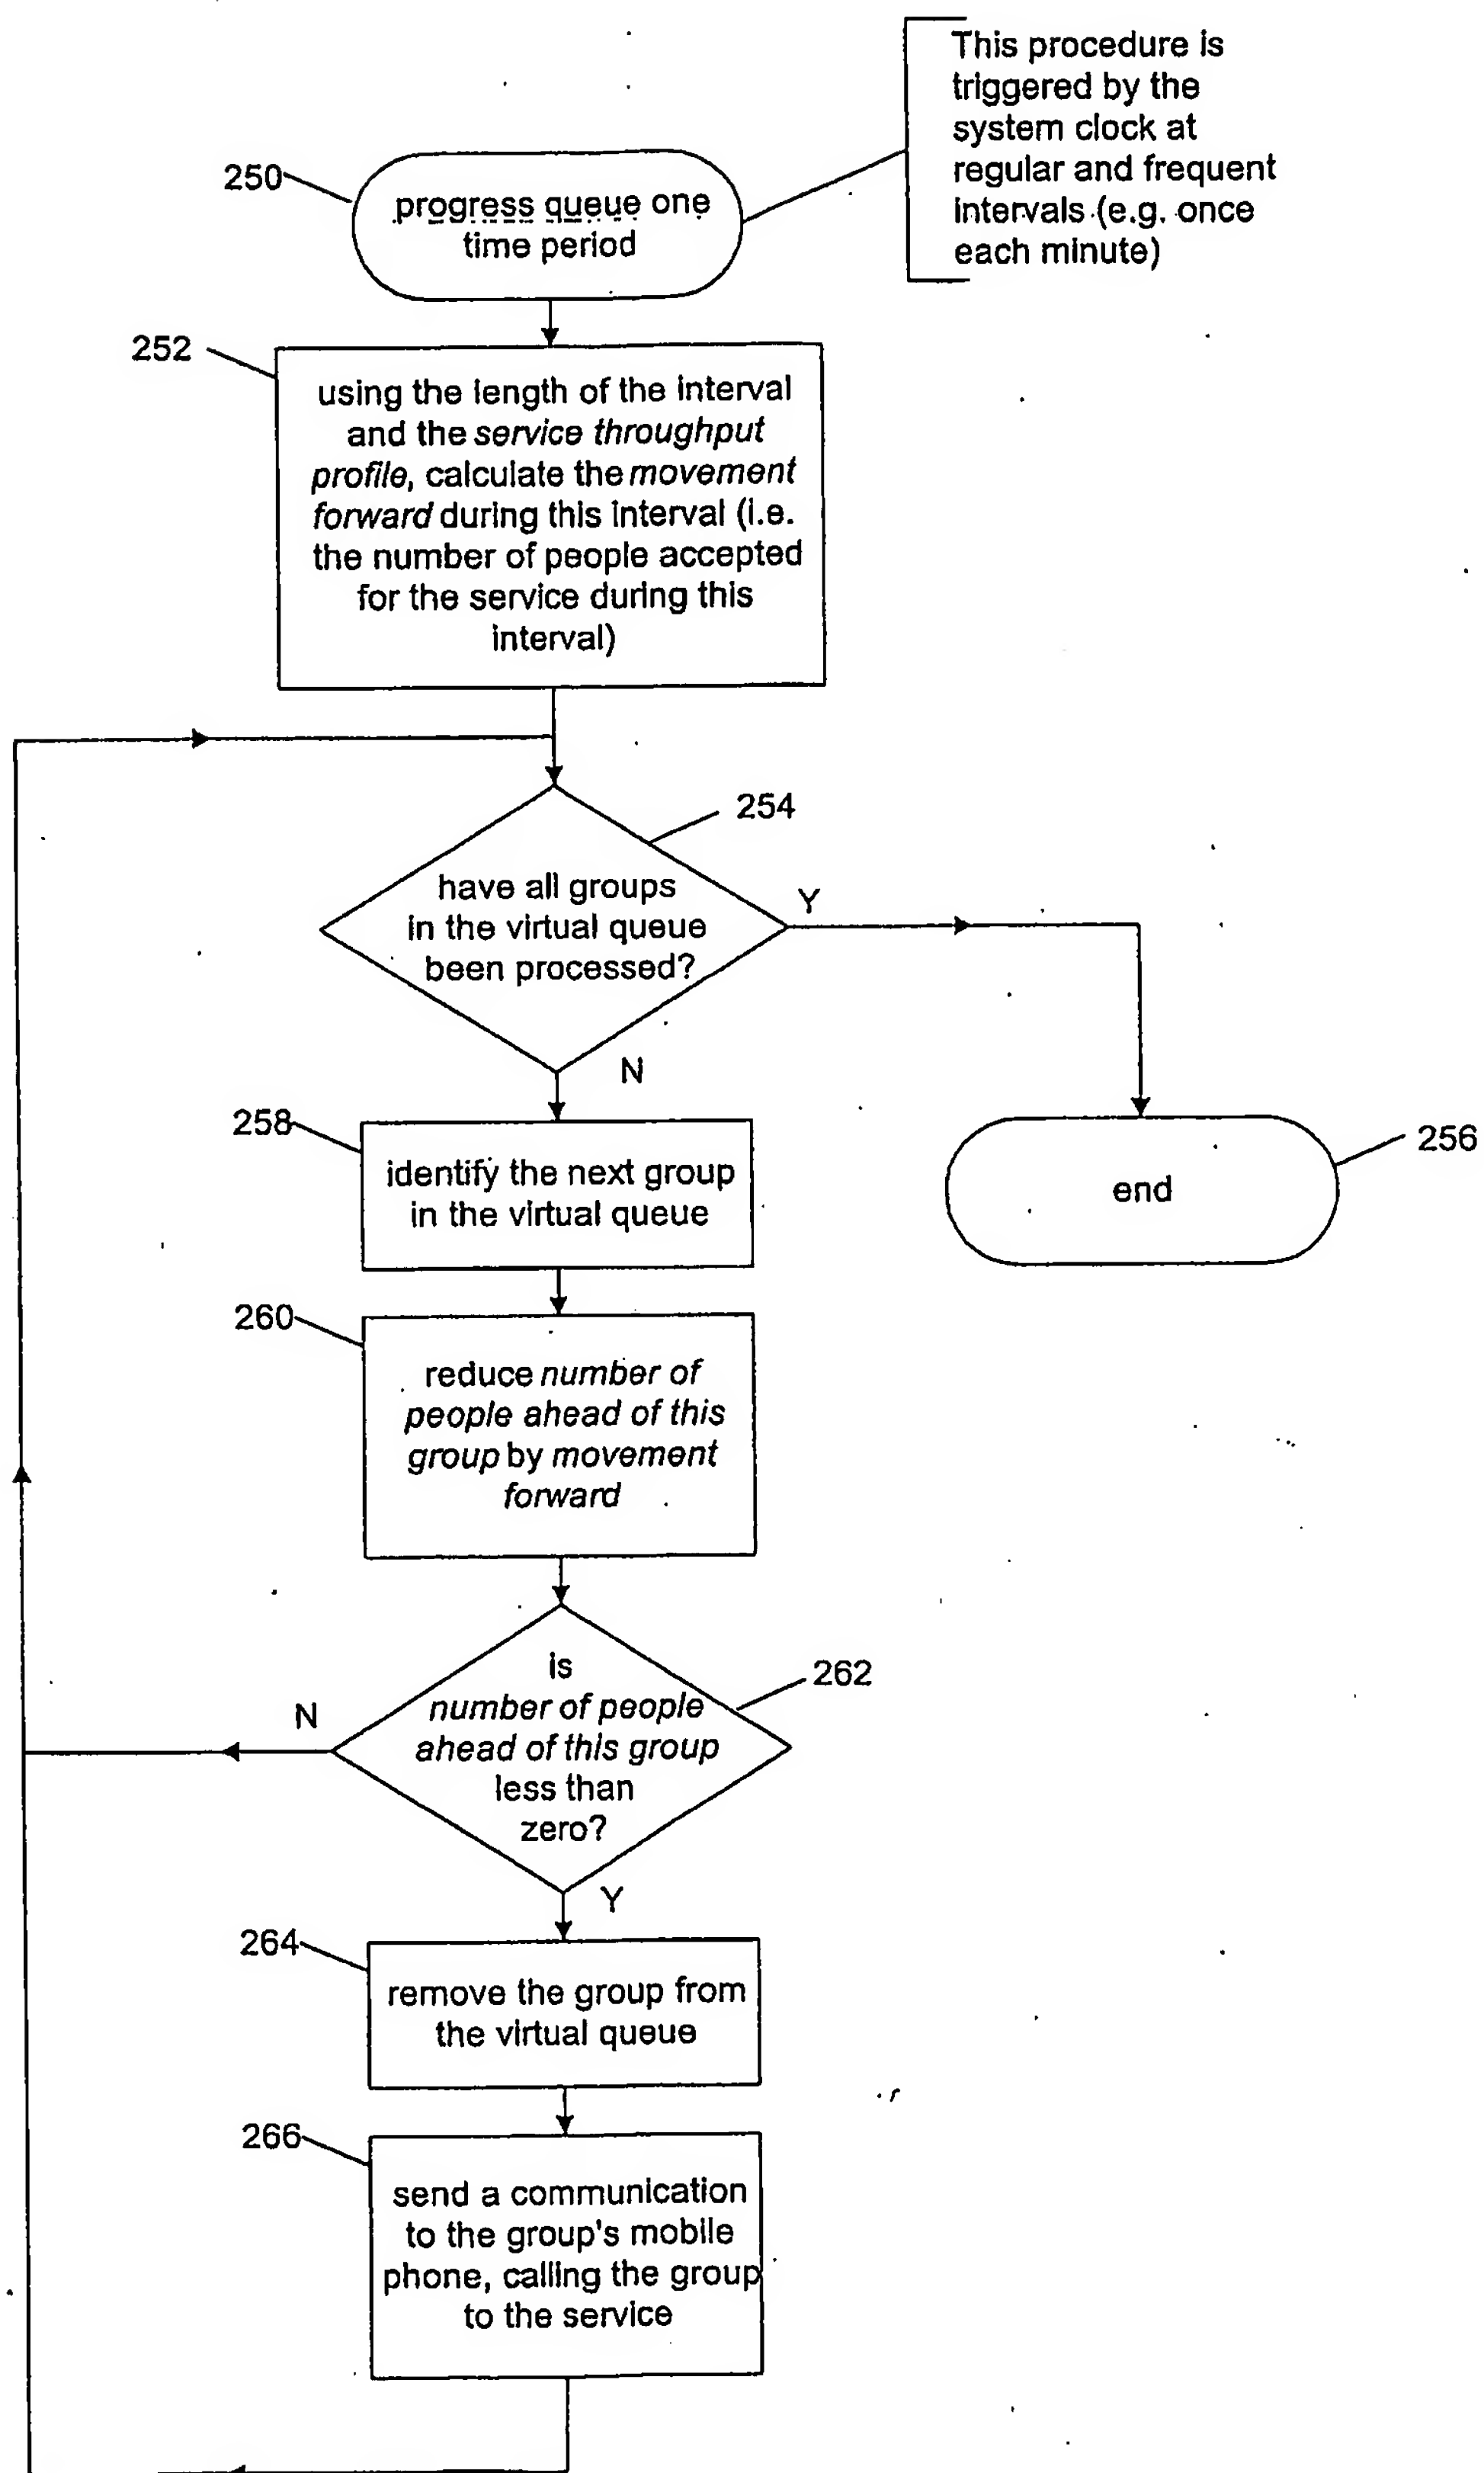 This procedure is
triggered by the
system clock at
regular and frequent
intervals (e.g. once
each minute)
250
progress queue one
time period
252
using the length of the interval
and the service throughput
profile, calculate the movement
forward during this interval (i.e.
the number of people accepted
for the service during this
interval)
254
have all groups
in the virtual queue
been processed?
Y
N
258
identify the next group
in the virtual queue
256
end
260
reduce number of
people ahead of this
group by movement
forward
262
is
number of people
ahead of this group
less than
zero?
N
Y
264
remove the group from
the virtual queue
266
send a communication
to the group's mobile
phone, calling the group
to the service